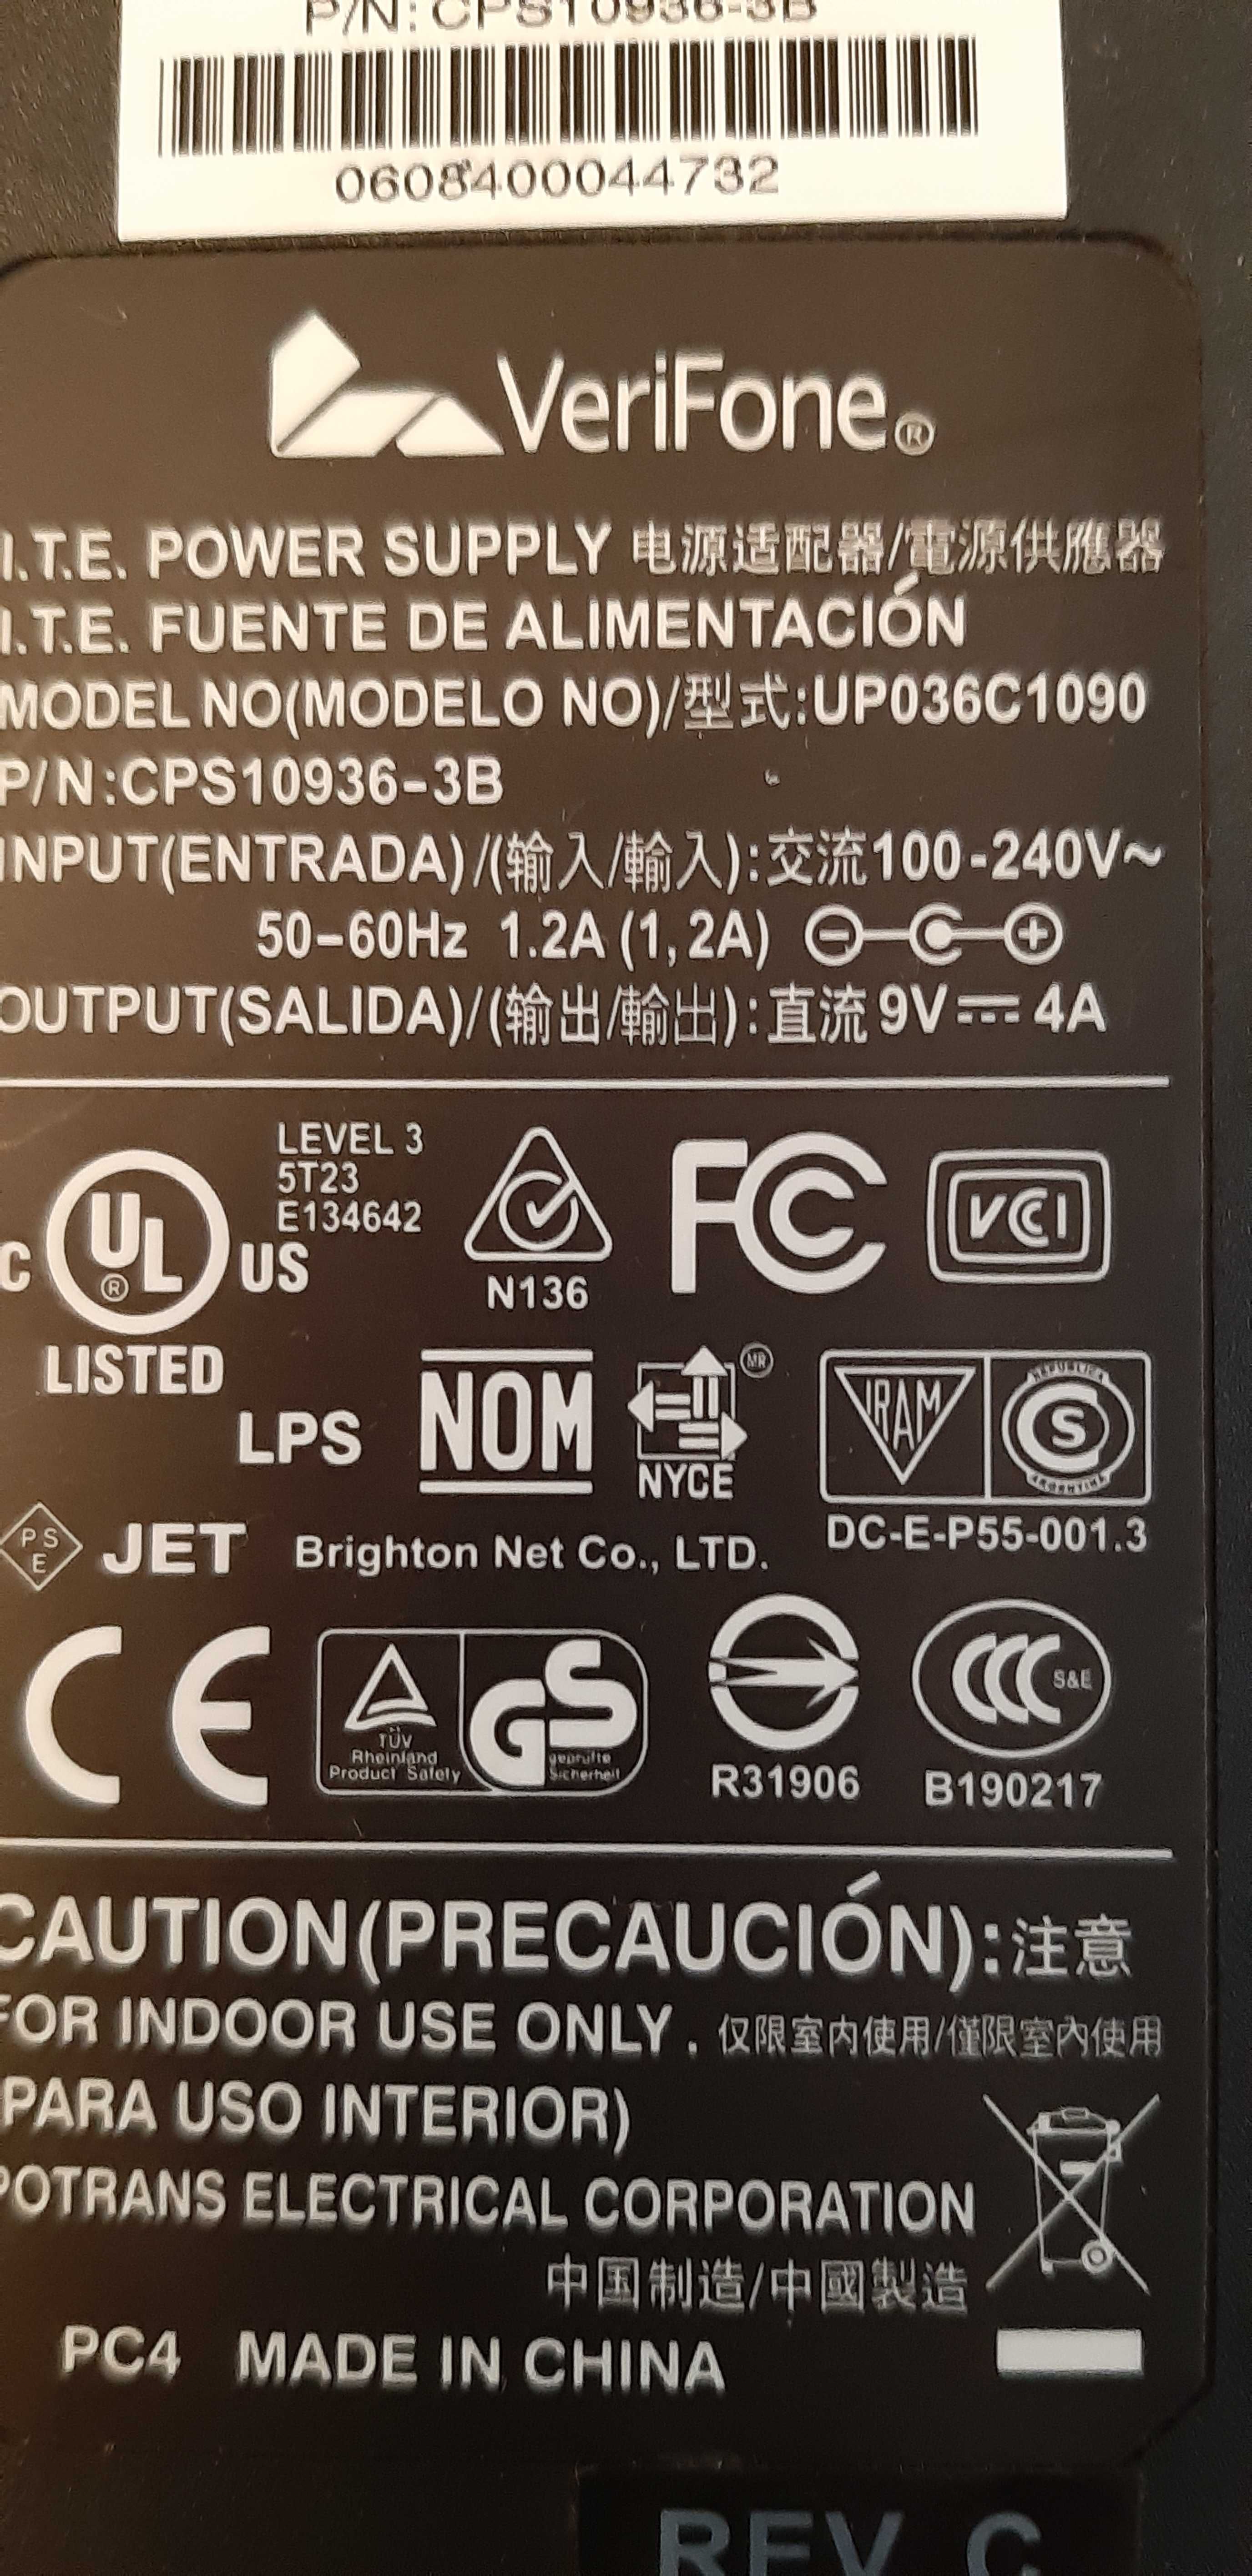 P/N: CPS10936-3B
0608400044732
VeriFone®
I.T.E. POWER SUPPLY 电源适配器/電源供應器
I.T.E. FUENTE DE ALIMENTACIÓN
MODEL NO(MODELO NO)/型式:UP036C1090
P/N:CPS10936-3B
INPUT(ENTRADA)/(输入/輸入):交流100-240V~
50-60Hz 1.2A (1,2A)
OUTPUT(SALIDA)/(输出/輸出):直流 9V⎓ 4A
LEVEL 3
5T23
E134642
C UL® US
LISTED
N136
FC
VCI
LPS
NOM
MR
NYCE
IRAM
REPUBLICA
S
ARGENTINA
DC-E-P55-001.3
PS
E
JET Brighton Net Co., LTD.
CE
TÜV
Rheinland
Product Safety
GS
geprüfte
Sicherheit
R31906
CCC S&E
B190217
CAUTION(PRECAUCIÓN):注意
FOR INDOOR USE ONLY . 仅限室内使用/僅限室內使用
(PARA USO INTERIOR)
POTRANS ELECTRICAL CORPORATION
中国制造/中國製造
PC4 MADE IN CHINA
REV C